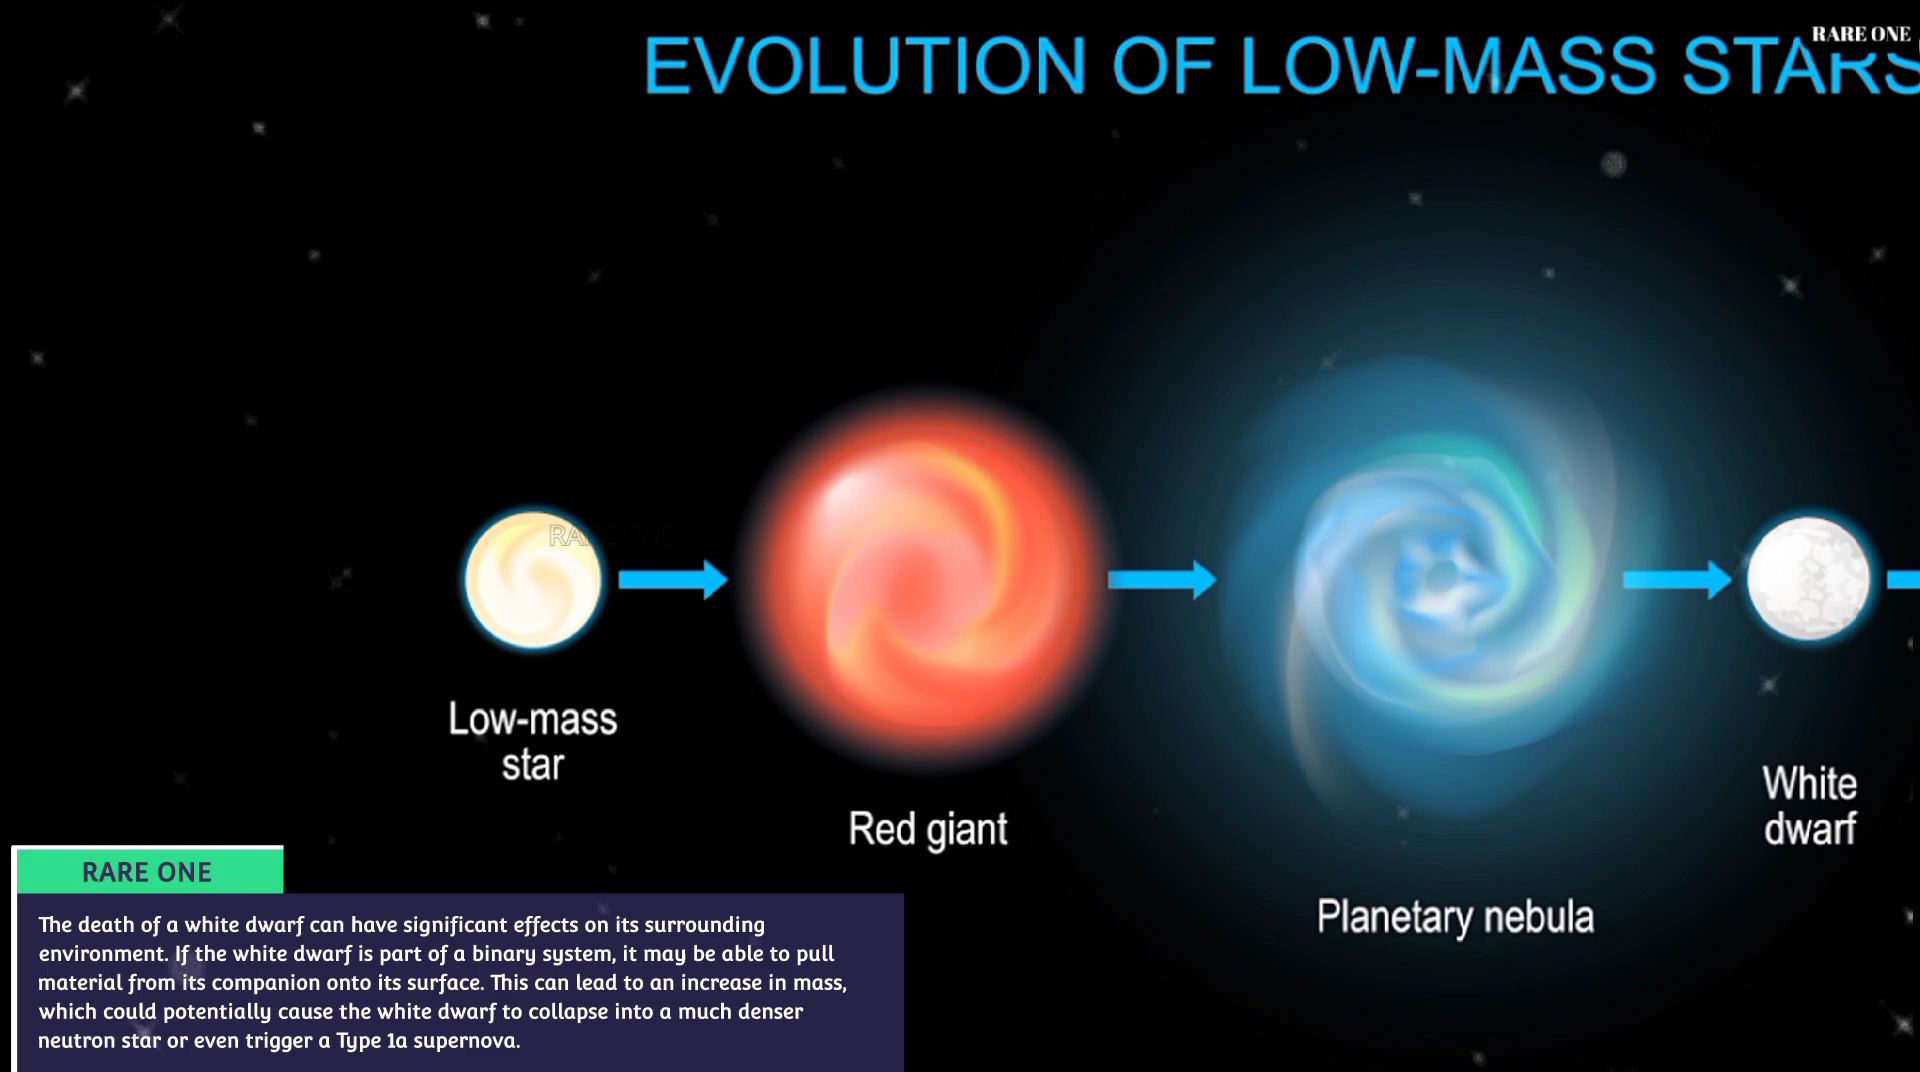 RARE ONE
EVOLUTION OF LOW-MASS STARS
RARE ONE
Low-mass
star
Red giant
Planetary nebula
White
dwarf
RARE ONE
The death of a white dwarf can have significant effects on its surrounding
environment. If the white dwarf is part of a binary system, it may be able to pull
material from its companion onto its surface. This can lead to an increase in mass,
which could potentially cause the white dwarf to collapse into a much denser
neutron star or even trigger a Type 1a supernova.